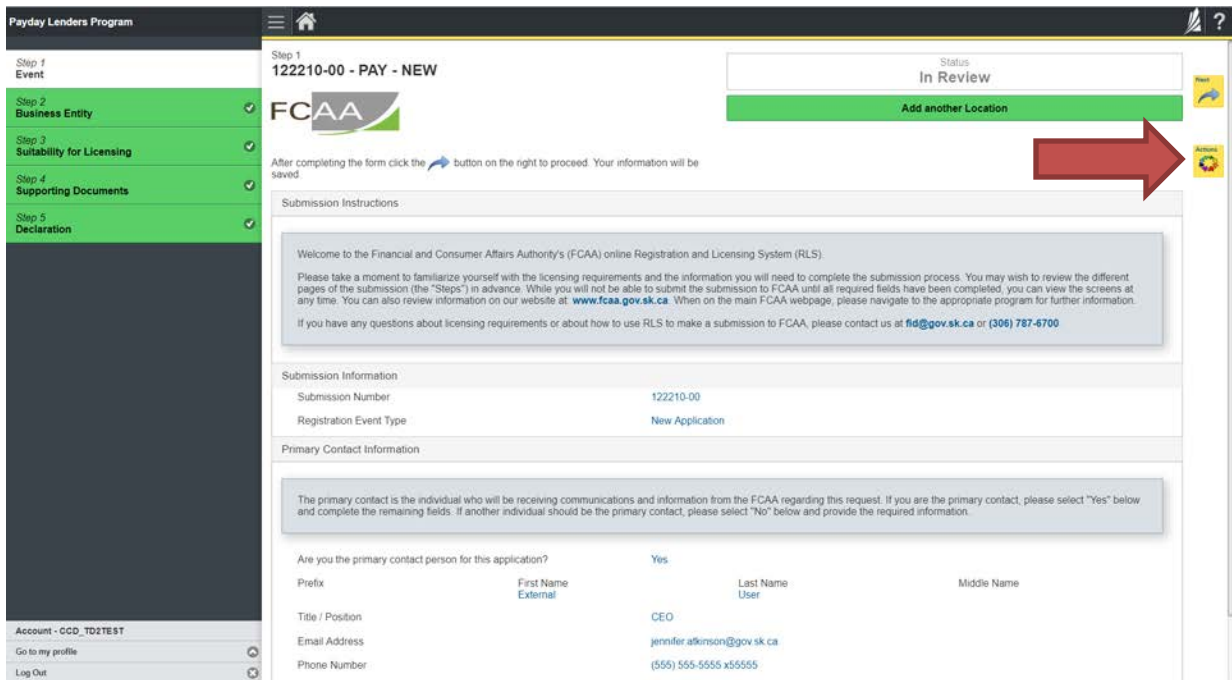 Payday Lenders Program
?
Step 1
Event
Step 2
Business Entity
Step 3
Suitability for Licensing
Step 4
Supporting Documents
Step 5
Declaration
Account - CCD_TD2TEST
Go to my profile
Log Out
Step 1
122210-00 - PAY - NEW
FCAA
Status
In Review
Add another Location
Next
Actions
After completing the form click the button on the right to proceed. Your information will be
saved.
Submission Instructions
Welcome to the Financial and Consumer Affairs Authority's (FCAA) online Registration and Licensing System (RLS).
Please take a moment to familiarize yourself with the licensing requirements and the information you will need to complete the submission process. You may wish to review the different
pages of the submission (the "Steps") in advance. While you will not be able to submit the submission to FCAA until all required fields have been completed, you can view the screens at
any time. You can also review information on our website at: www.fcaa.gov.sk.ca. When on the main FCAA webpage, please navigate to the appropriate program for further information.
If you have any questions about licensing requirements or about how to use RLS to make a submission to FCAA, please contact us at fid@gov.sk.ca or (306) 787-6700
Submission Information
Submission Number 122210-00
Registration Event Type New Application
Primary Contact Information
The primary contact is the individual who will be receiving communications and information from the FCAA regarding this request. If you are the primary contact, please select "Yes" below
and complete the remaining fields. If another individual should be the primary contact, please select "No" below and provide the required information.
Are you the primary contact person for this application? Yes
Prefix First Name Last Name Middle Name
External User
Title / Position CEO
Email Address jennifer.atkinson@gov.sk.ca
Phone Number (555) 555-5555 x55555